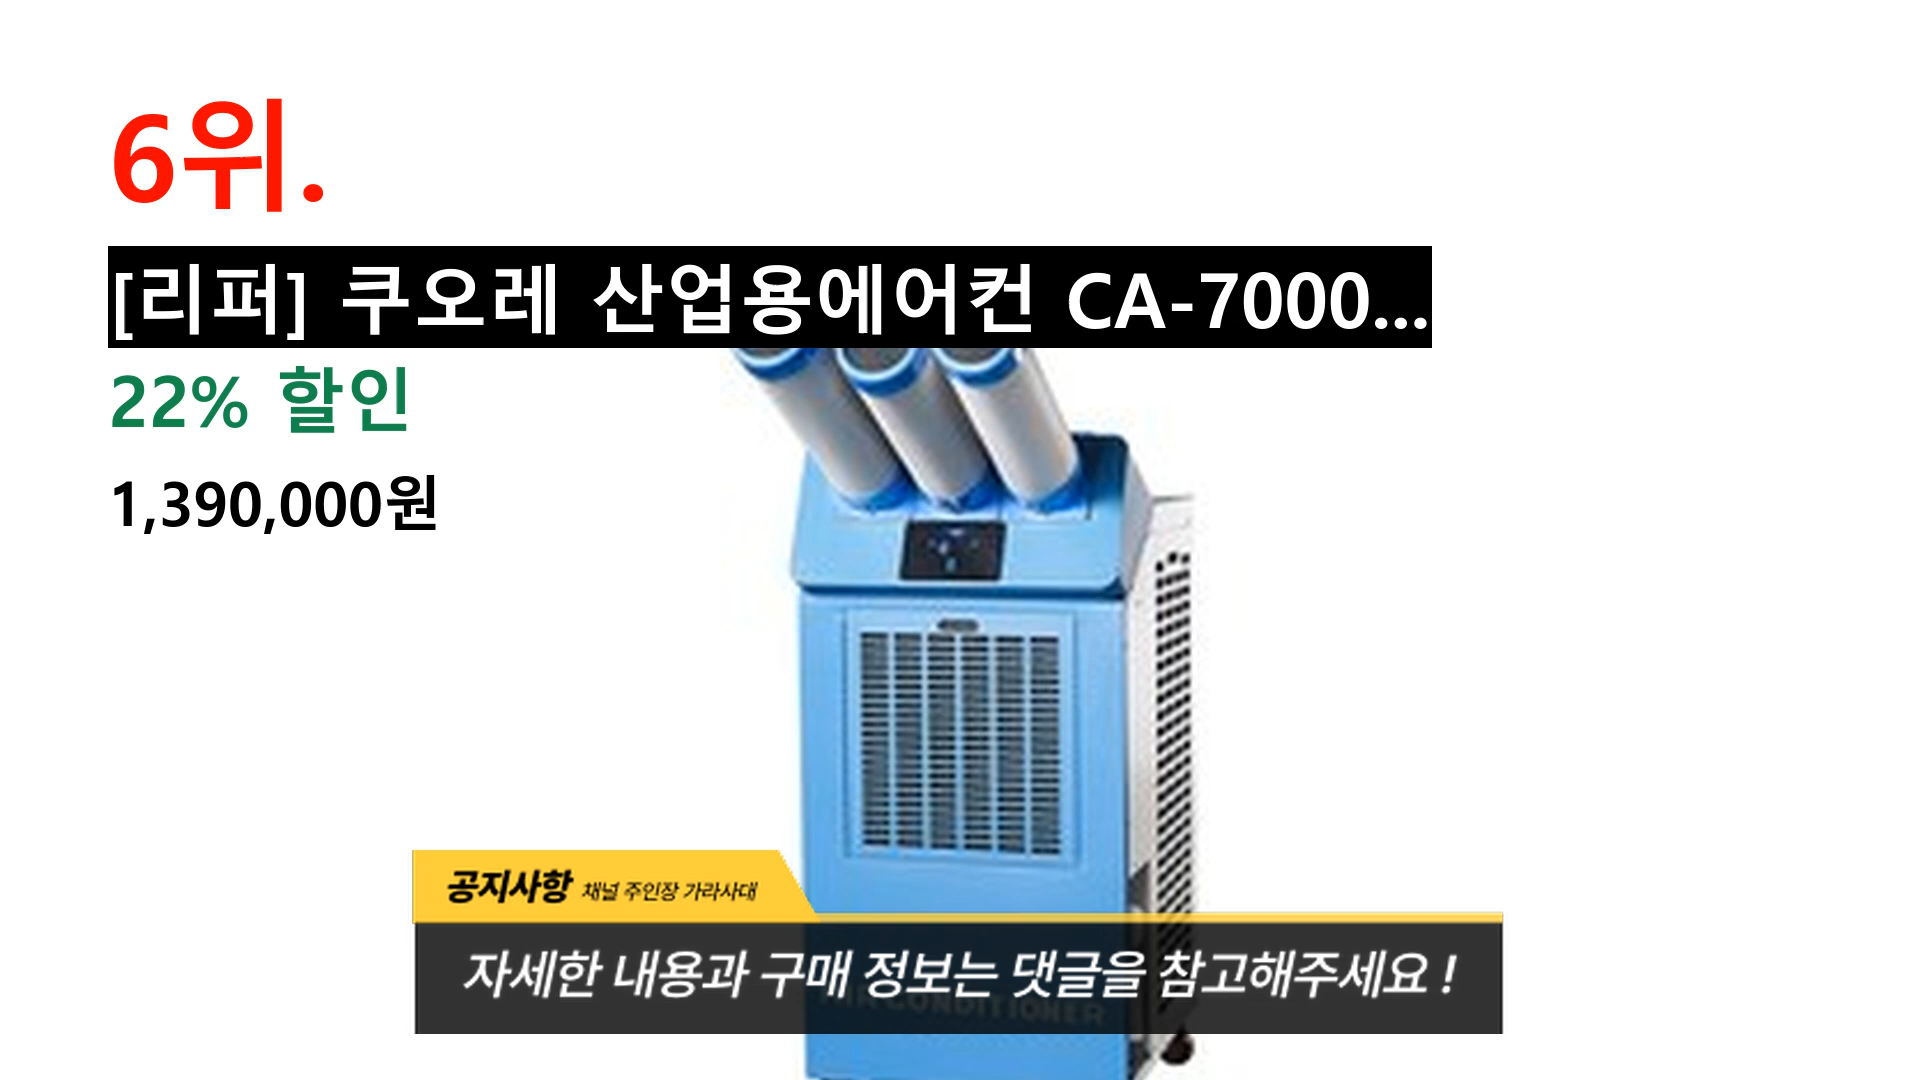 6위.
[리퍼] 쿠오레 산업용에어컨 CA-7000...
22% 할인
1,390,000원
공지사항 채널 주인장 가라사대
자세한 내용과 구매 정보는 댓글을 참고해주세요 !
AIR CONDITIONER